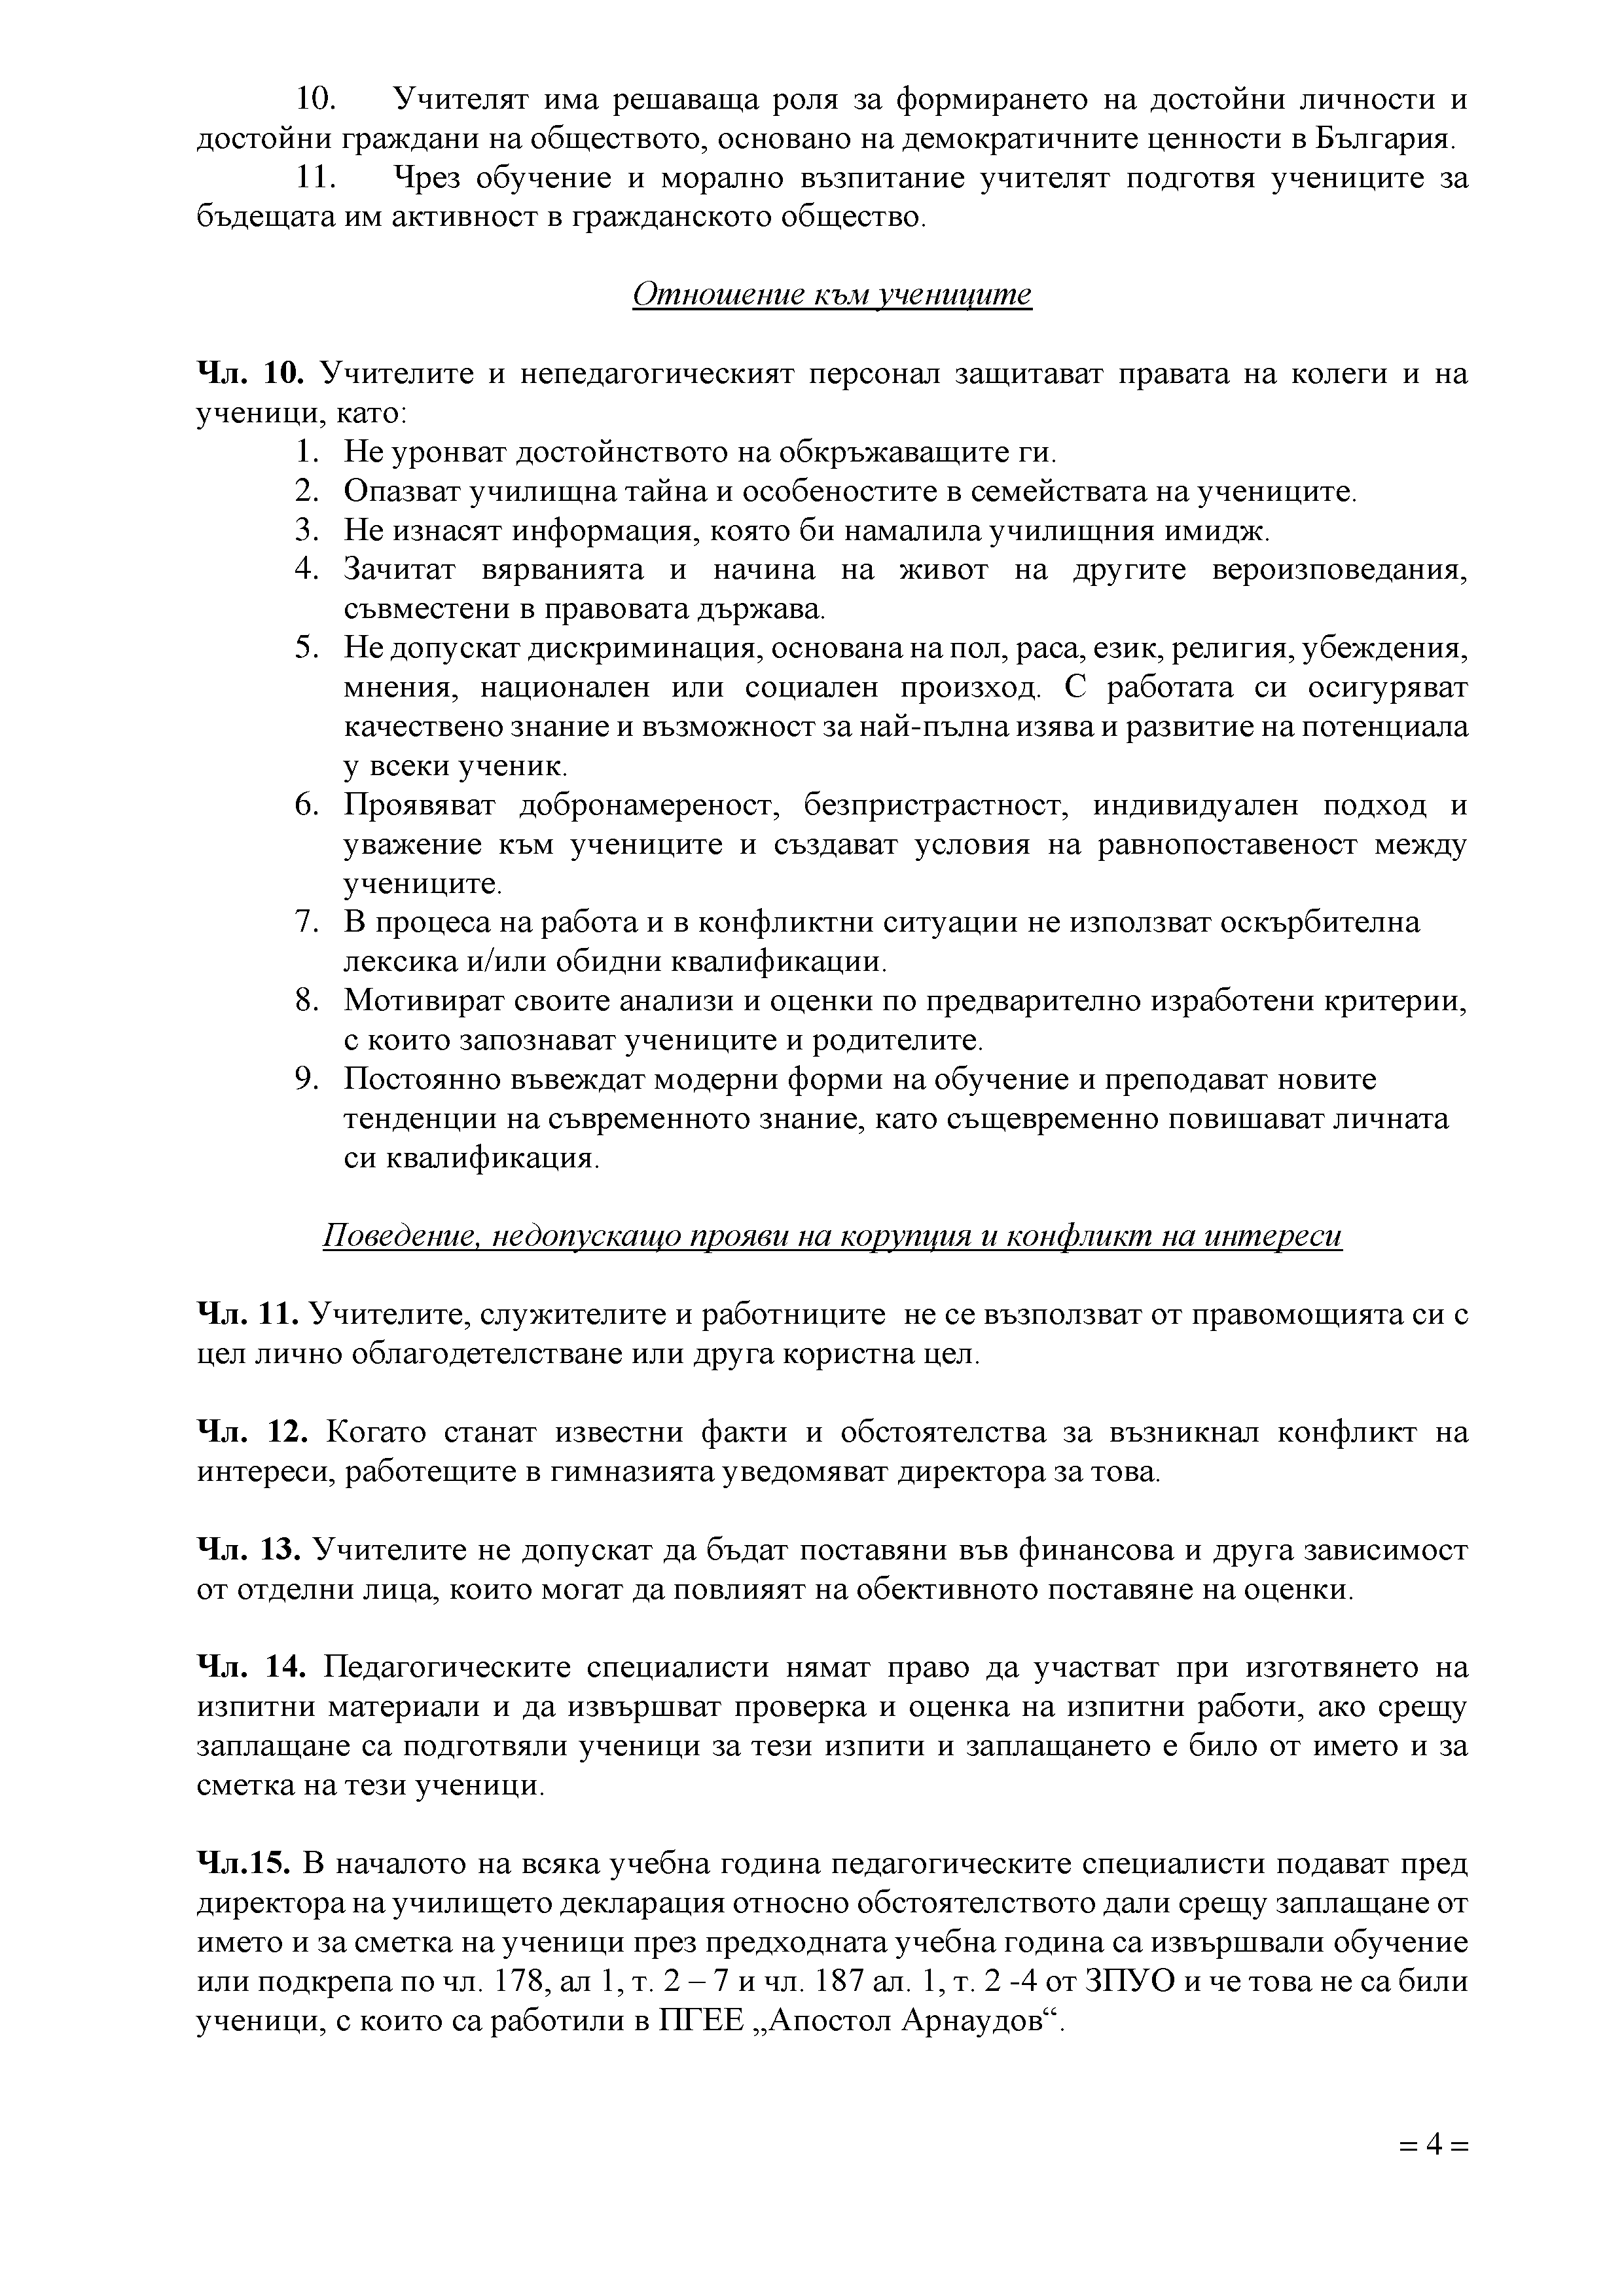 10. Учителят има решаваща роля за формирането на достойни личности и
достойни граждани на обществото, основано на демократичните ценности в България.
11. Чрез обучение и морално възпитание учителят подготвя учениците за
бъдещата им активност в гражданското общество.
Отношение към учениците
Чл. 10. Учителите и непедагогическият персонал защитават правата на колеги и на
ученици, като:
1. Не уронват достойнството на обкръжаващите ги.
2. Опазват училищна тайна и особеностите в семействата на учениците.
3. Не изнасят информация, която би намалила училищния имидж.
4. Зачитат вярванията и начина на живот на другите вероизповедания,
съвместени в правовата държава.
5. Не допускат дискриминация, основана на пол, раса, език, религия, убеждения,
мнения, национален или социален произход. С работата си осигуряват
качествено знание и възможност за най-пълна изява и развитие на потенциала
у всеки ученик.
6. Проявяват добронамереност, безпристрастност, индивидуален подход и
уважение към учениците и създават условия на равнопоставеност между
учениците.
7. В процеса на работа и в конфликтни ситуации не използват оскърбителна
лексика и/или обидни квалификации.
8. Мотивират своите анализи и оценки по предварително изработени критерии,
с които запознават учениците и родителите.
9. Постоянно въвеждат модерни форми на обучение и преподават новите
тенденции на съвременното знание, като същевременно повишават личната
си квалификация.
Поведение, недопускащо прояви на корупция и конфликт на интереси
Чл. 11. Учителите, служителите и работниците не се възползват от правомощията си с
цел лично облагодетелстване или друга користна цел.
Чл. 12. Когато станат известни факти и обстоятелства за възникнал конфликт на
интереси, работещите в гимназията уведомяват директора за това.
Чл. 13. Учителите не допускат да бъдат поставяни във финансова и друга зависимост
от отделни лица, които могат да повлияят на обективното поставяне на оценки.
Чл. 14. Педагогическите специалисти нямат право да участват при изготвянето на
изпитни материали и да извършват проверка и оценка на изпитни работи, ако срещу
заплащане са подготвяли ученици за тези изпити и заплащането е било от името и за
сметка на тези ученици.
Чл.15. В началото на всяка учебна година педагогическите специалисти подават пред
директора на училището декларация относно обстоятелството дали срещу заплащане от
името и за сметка на ученици през предходната учебна година са извършвали обучение
или подкрепа по чл. 178, ал 1, т. 2 – 7 и чл. 187 ал. 1, т. 2 -4 от ЗПУО и че това не са били
ученици, с които са работили в ПГЕЕ „Апостол Арнаудов“.
= 4 =